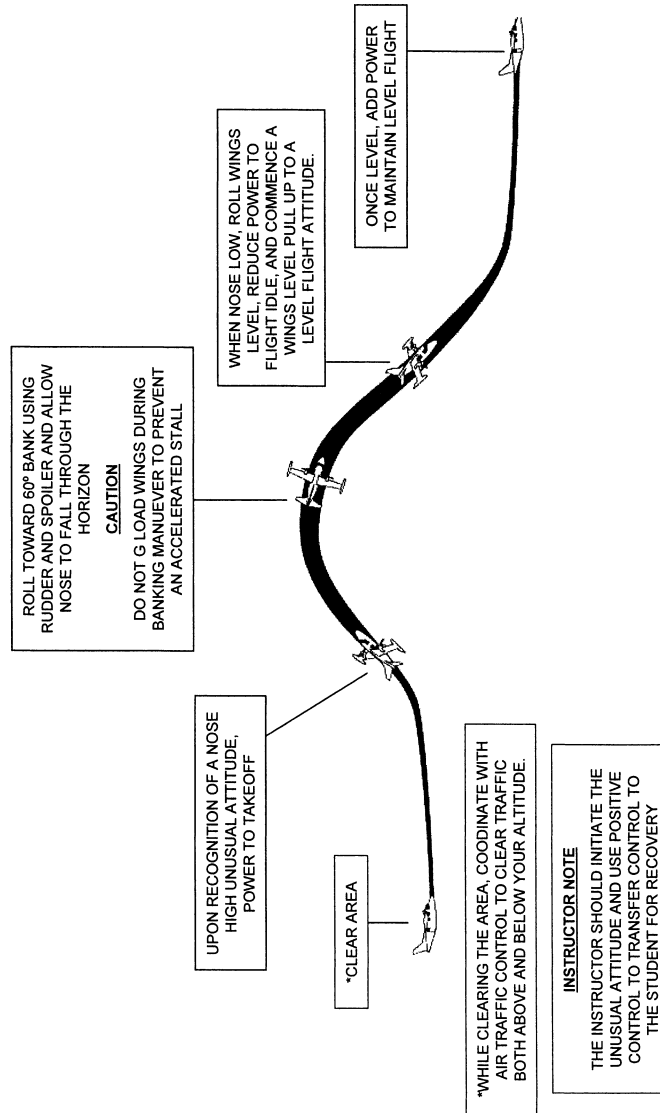 *CLEAR AREA
UPON RECOGNITION OF A NOSE
HIGH UNUSUAL ATTITUDE,
POWER TO TAKEOFF
ROLL TOWARD 60º BANK USING
RUDDER AND SPOILER AND ALLOW
NOSE TO FALL THROUGH THE
HORIZON
CAUTION
DO NOT G LOAD WINGS DURING
BANKING MANUEVER TO PREVENT
AN ACCELERATED STALL
WHEN NOSE LOW, ROLL WINGS
LEVEL, REDUCE POWER TO
FLIGHT IDLE, AND COMMENCE A
WINGS LEVEL PULL UP TO A
LEVEL FLIGHT ATTITUDE.
ONCE LEVEL, ADD POWER
TO MAINTAIN LEVEL FLIGHT
*WHILE CLEARING THE AREA, COODINATE WITH
AIR TRAFFIC CONTROL TO CLEAR TRAFFIC
BOTH ABOVE AND BELOW YOUR ALTITUDE.
INSTRUCTOR NOTE
THE INSTRUCTOR SHOULD INITIATE THE
UNUSUAL ATTITUDE AND USE POSITIVE
CONTROL TO TRANSFER CONTROL TO
THE STUDENT FOR RECOVERY